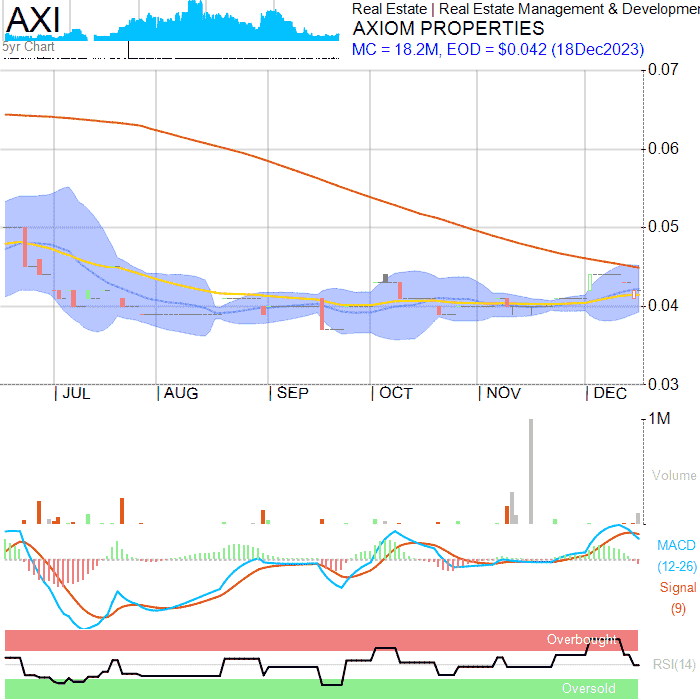 AXI
5yr Chart
Real Estate | Real Estate Management & Developmen
AXIOM PROPERTIES
MC = 18.2M, EOD = $0.042 (18Dec2023)
0.07
0.06
0.05
0.04
0.03
JUL
AUG
SEP
OCT
NOV
DEC
1M
Volume
MACD
(12-26)
Signal
(9)
Overbought
RSI(14)
Oversold